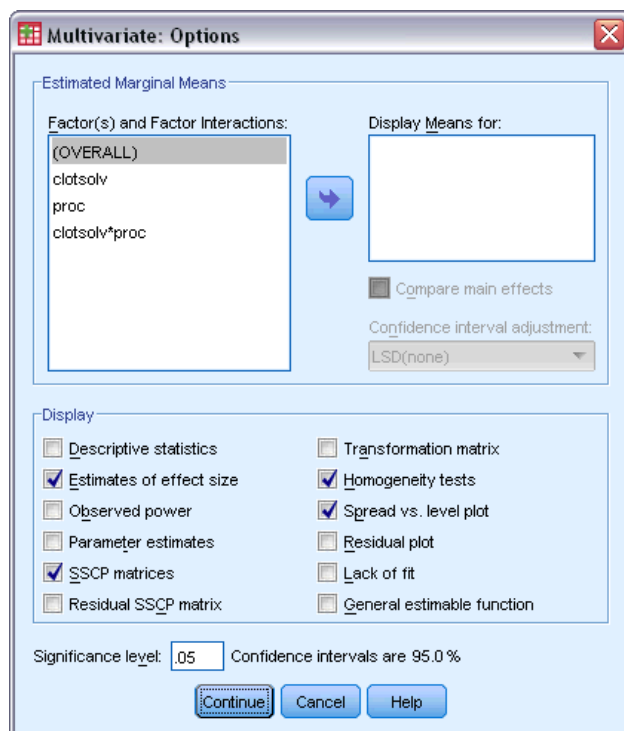 Multivariate: Options
Estimated Marginal Means
Factor(s) and Factor Interactions:
(OVERALL)
clotsolv
proc
clotsolv*proc
Display Means for:
Compare main effects
Confidence interval adjustment:
LSD(none)
Display
Descriptive statistics
Estimates of effect size
Observed power
Parameter estimates
SSCP matrices
Residual SSCP matrix
Transformation matrix
Homogeneity tests
Spread vs. level plot
Residual plot
Lack of fit
General estimable function
Significance level: .05 Confidence intervals are 95.0 %
Continue Cancel Help